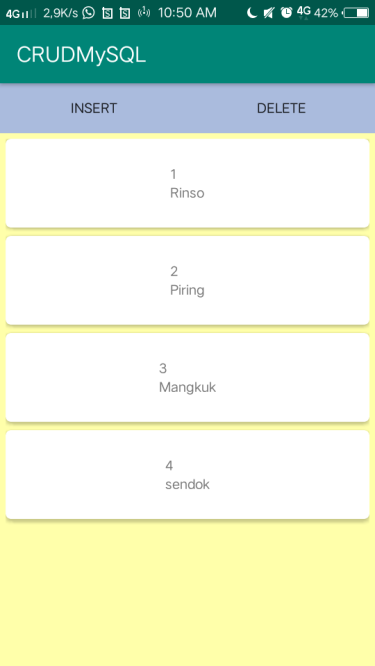 4G 2,9K/s 10:50 AM 4G 42%
CRUDMySQL
INSERT DELETE
1
Rinso
2
Piring
3
Mangkuk
4
sendok